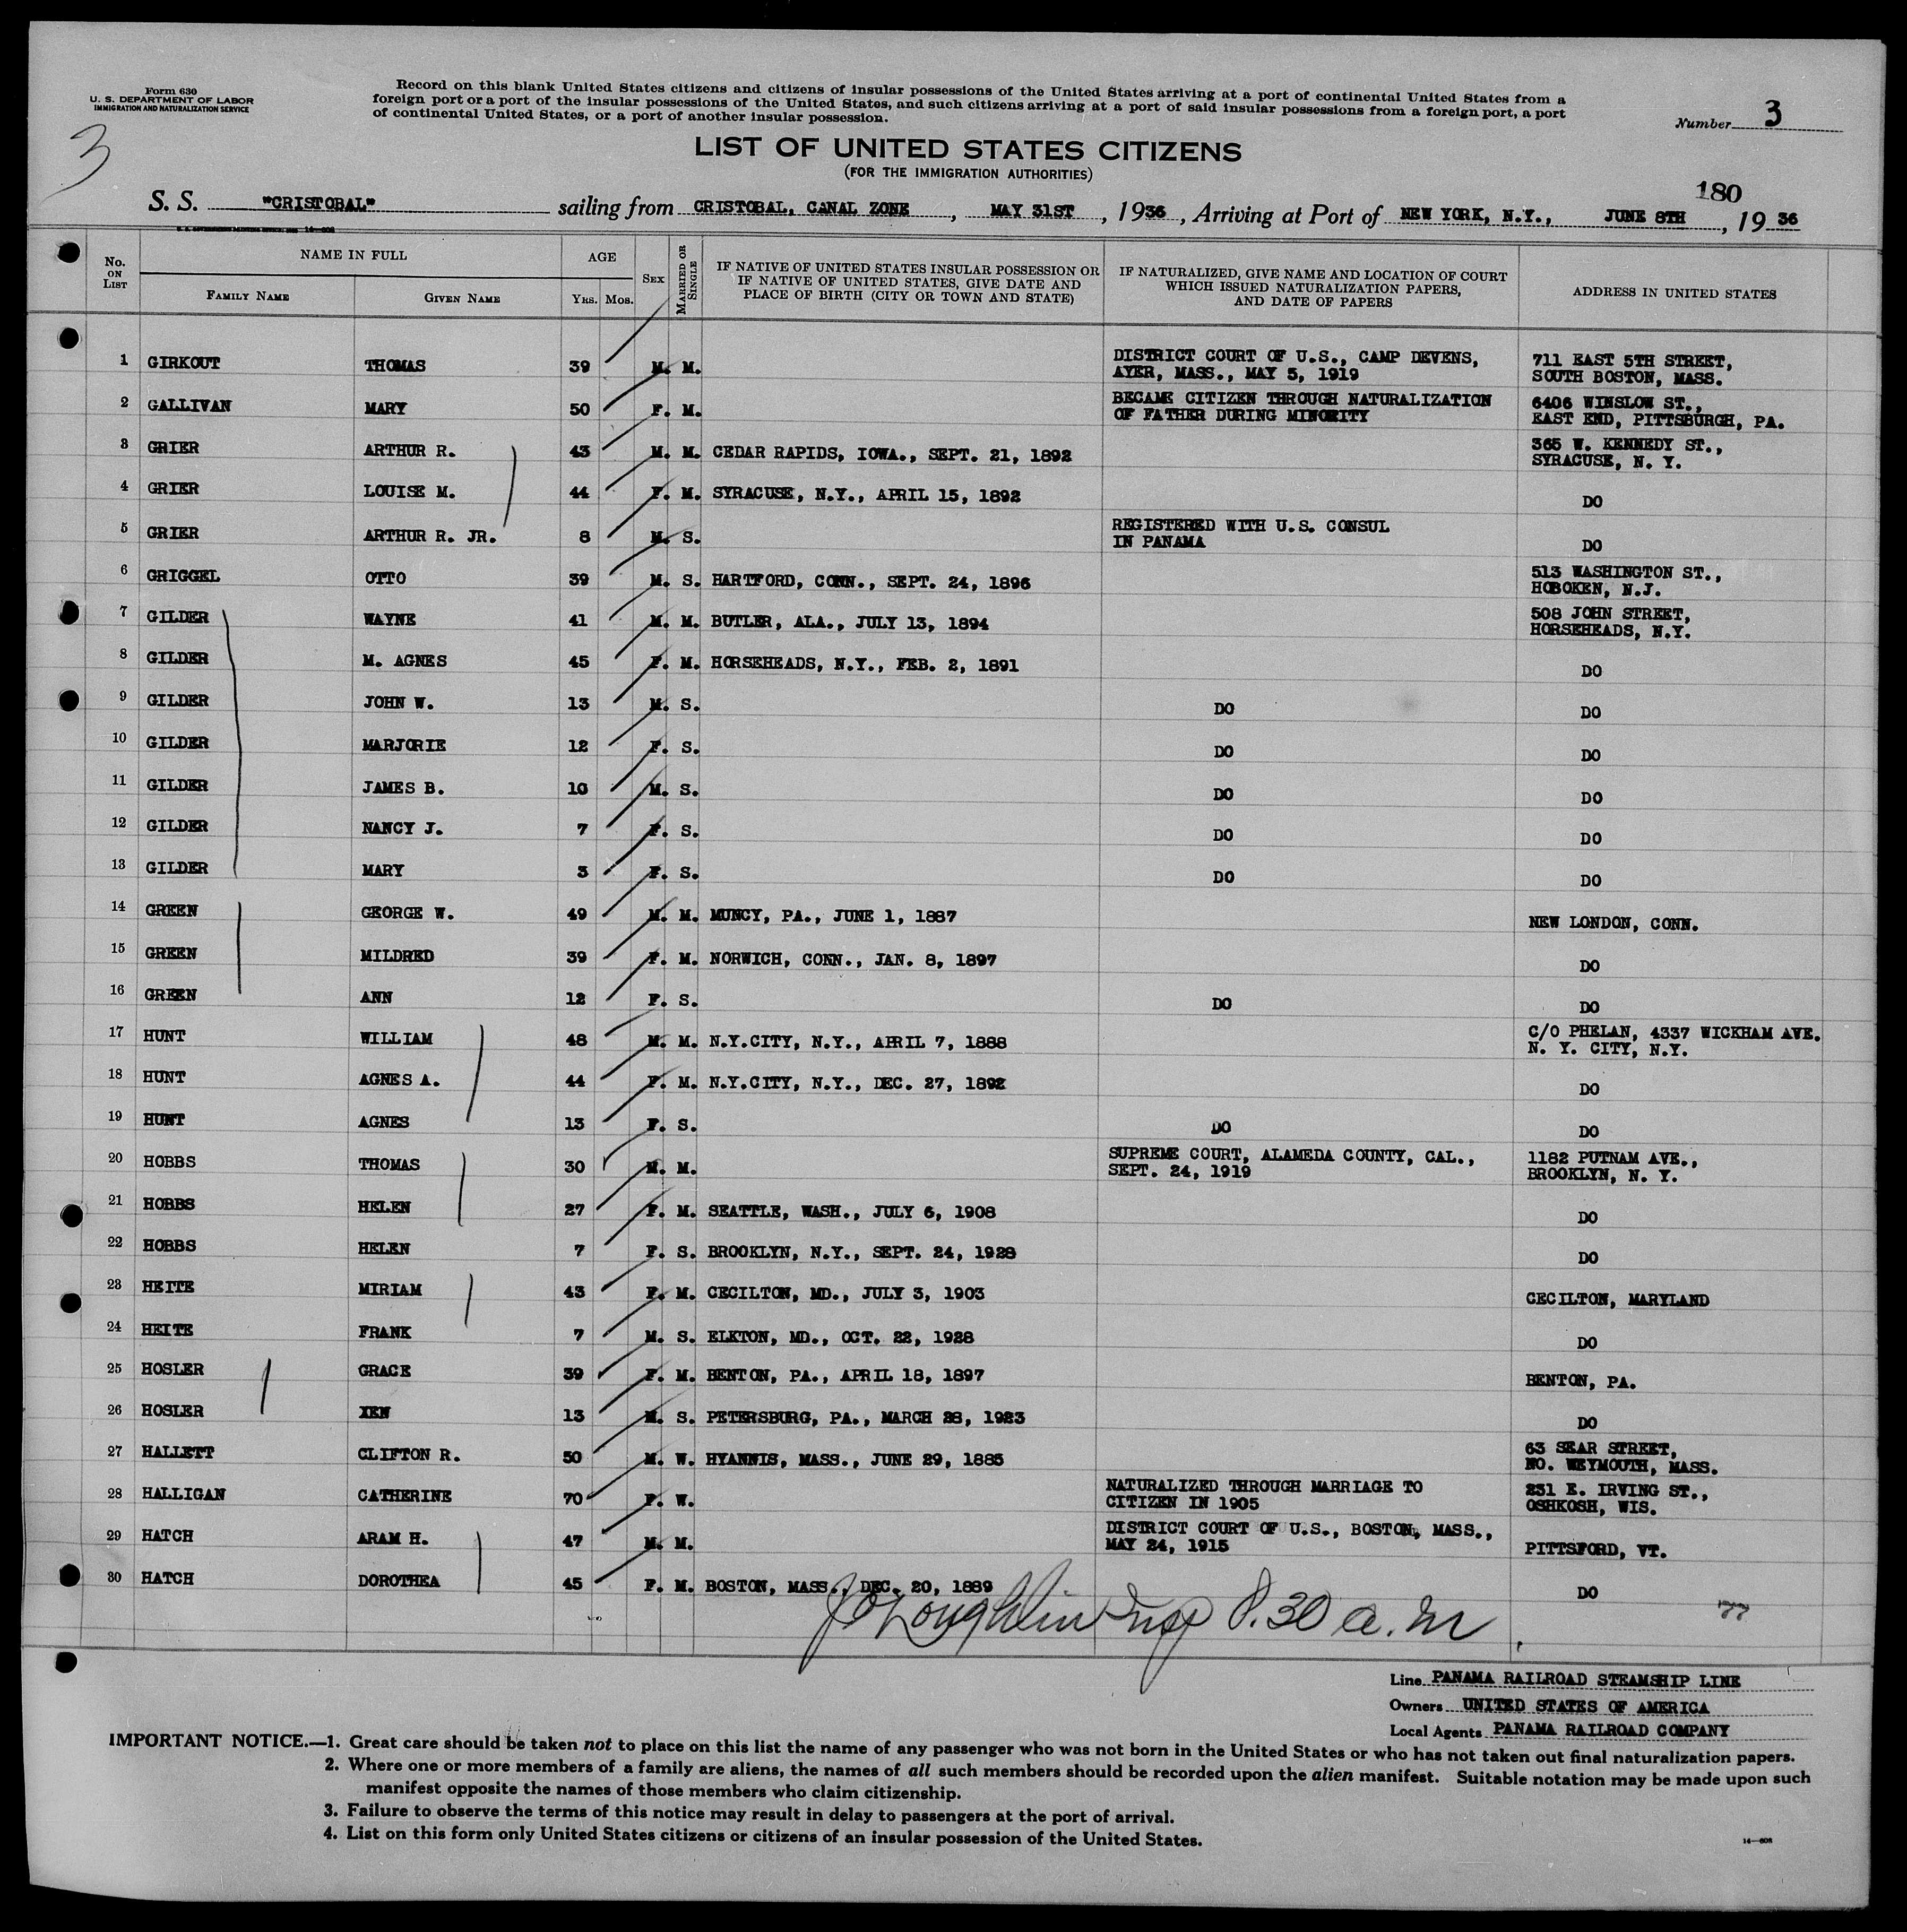 Form 630
U. S. DEPARTMENT OF LABOR
IMMIGRATION AND NATURALIZATION SERVICE
3
Record on this blank United States citizens and citizens of insular possessions of the United States arriving at a port of continental United States from a
foreign port or a port of the insular possessions of the United States, and such citizens arriving at a port of said insular possessions from a foreign port, a port
of continental United States, or a port of another insular possession.
Number 3
LIST OF UNITED STATES CITIZENS
(FOR THE IMMIGRATION AUTHORITIES)
180
S. S. "CRISTOBAL" sailing from CRISTOBAL, CANAL ZONE, MAY 31ST, 1936, Arriving at Port of NEW YORK, N.Y., JUNE 8TH, 19 36
No. ON LIST
NAME IN FULL
FAMILY NAME GIVEN NAME
AGE
YRS. MOS.
SEX
MARRIED OR SINGLE
IF NATIVE OF UNITED STATES INSULAR POSSESSION OR
IF NATIVE OF UNITED STATES, GIVE DATE AND
PLACE OF BIRTH (CITY OR TOWN AND STATE)
IF NATURALIZED, GIVE NAME AND LOCATION OF COURT
WHICH ISSUED NATURALIZATION PAPERS,
AND DATE OF PAPERS
ADDRESS IN UNITED STATES
1 GIRKOUT THOMAS 39 M. M. DISTRICT COURT OF U.S., CAMP DEVENS, 711 EAST 5TH STREET,
AYER, MASS., MAY 5, 1919 SOUTH BOSTON, MASS.
2 GALLIVAN MARY 50 F. M. BECAME CITIZEN THROUGH NATURALIZATION 6406 WINSLOW ST.,
OF FATHER DURING MINORITY EAST END, PITTSBURGH, PA.
3 GRIER ARTHUR R. 43 M. M. CEDAR RAPIDS, IOWA., SEPT. 21, 1892 365 W. KENNEDY ST.,
SYRACUSE, N. Y.
4 GRIER LOUISE M. 44 F. M. SYRACUSE, N.Y., APRIL 15, 1892 DO
5 GRIER ARTHUR R. JR. 8 M. S. REGISTERED WITH U.S. CONSUL
IN PANAMA DO
6 GRIGGEL OTTO 39 M. S. HARTFORD, CONN., SEPT. 24, 1896 513 WASHINGTON ST.,
HOBOKEN, N.J.
7 GILDER WAYNE 41 M. M. BUTLER, ALA., JULY 13, 1894 508 JOHN STREET,
HORSEHEADS, N.Y.
8 GILDER M. AGNES 45 F. M. HORSEHEADS, N.Y., FEB. 2, 1891 DO
9 GILDER JOHN W. 13 M. S. DO DO
10 GILDER MARJORIE 12 F. S. DO DO
11 GILDER JAMES B. 10 M. S. DO DO
12 GILDER NANCY J. 7 F. S. DO DO
13 GILDER MARY 3 F. S. DO DO
14 GREEN GEORGE W. 49 M. M. MUNCY, PA., JUNE 1, 1887 NEW LONDON, CONN.
15 GREEN MILDRED 39 F. M. NORWICH, CONN., JAN. 8, 1897 DO
16 GREEN ANN 12 F. S. DO DO
17 HUNT WILLIAM 48 M. M. N.Y.CITY, N.Y., APRIL 7, 1888 C/O PHELAN, 4337 WICKHAM AVE.
N. Y. CITY, N.Y.
18 HUNT AGNES A. 44 F. M. N.Y.CITY, N.Y., DEC. 27, 1892 DO
19 HUNT AGNES 13 F. S. DO DO
20 HOBBS THOMAS 30 M. M. SUPREME COURT, ALAMEDA COUNTY, CAL., 1182 PUTNAM AVE.,
SEPT. 24, 1919 BROOKLYN, N. Y.
21 HOBBS HELEN 27 F. M. SEATTLE, WASH., JULY 6, 1908 DO
22 HOBBS HELEN 7 F. S. BROOKLYN, N.Y., SEPT. 24, 1928 DO
23 HEITE MIRIAM 43 F. M. CECILTON, MD., JULY 3, 1903 CECILTON, MARYLAND
24 HEITE FRANK 7 M. S. ELKTON, MD., OCT. 22, 1928 DO
25 HOSLER GRACE 39 F. M. BENTON, PA., APRIL 18, 1897 BENTON, PA.
26 HOSLER XEN 13 M. S. PETERSBURG, PA., MARCH 28, 1923 DO
27 HALLETT CLIFTON R. 50 M. W. HYANNIS, MASS., JUNE 29, 1885 63 SEAR STREET,
NO. WEYMOUTH, MASS.
28 HALLIGAN CATHERINE 70 F. W. NATURALIZED THROUGH MARRIAGE TO 231 E. IRVING ST.,
CITIZEN IN 1905 OSHKOSH, WIS.
29 HATCH ARAM H. 47 M. M. DISTRICT COURT OF U.S., BOSTON, MASS.,
MAY 24, 1915 PITTSFORD, VT.
30 HATCH DOROTHEA 45 F. M. BOSTON, MASS., DEC. 20, 1889 DO
J O'Loughlin Insp 8.30 a.m
Line PANAMA RAILROAD STEAMSHIP LINE
Owners UNITED STATES OF AMERICA
Local Agents PANAMA RAILROAD COMPANY
IMPORTANT NOTICE.—1. Great care should be taken not to place on this list the name of any passenger who was not born in the United States or who has not taken out final naturalization papers.
2. Where one or more members of a family are aliens, the names of all such members should be recorded upon the alien manifest. Suitable notation may be made upon such
manifest opposite the names of those members who claim citizenship.
3. Failure to observe the terms of this notice may result in delay to passengers at the port of arrival.
4. List on this form only United States citizens or citizens of an insular possession of the United States.